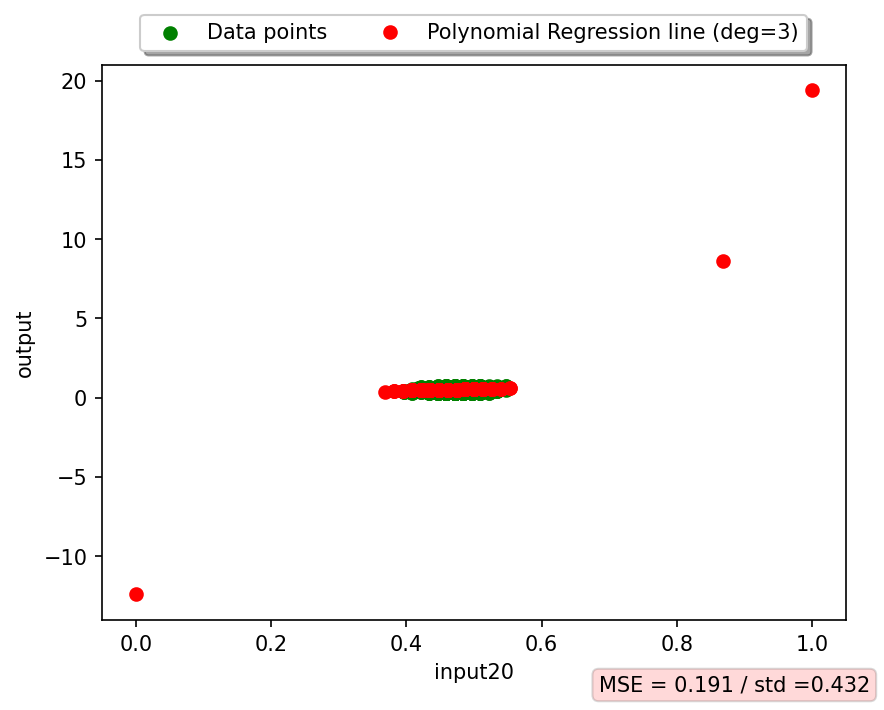 Data points
Polynomial Regression line (deg=3)
20
15
10
5
0
−5
−10
output
0.0 0.2 0.4 0.6 0.8 1.0
input20
MSE = 0.191 / std =0.432